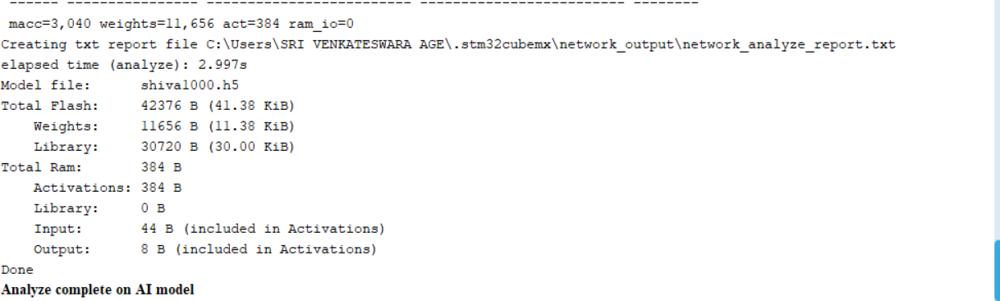 ------ ---------------- ------------------------- ------------------------- --------
macc=3,040 weights=11,656 act=384 ram_io=0
Creating txt report file C:\Users\SRI VENKATESWARA AGE\.stm32cubemx\network_output\network_analyze_report.txt
elapsed time (analyze): 2.997s
Model file:      shiva1000.h5
Total Flash:     42376 B (41.38 KiB)
    Weights:     11656 B (11.38 KiB)
    Library:     30720 B (30.00 KiB)
Total Ram:       384 B
    Activations: 384 B
    Library:     0 B
    Input:       44 B (included in Activations)
    Output:      8 B (included in Activations)
Done
Analyze complete on AI model